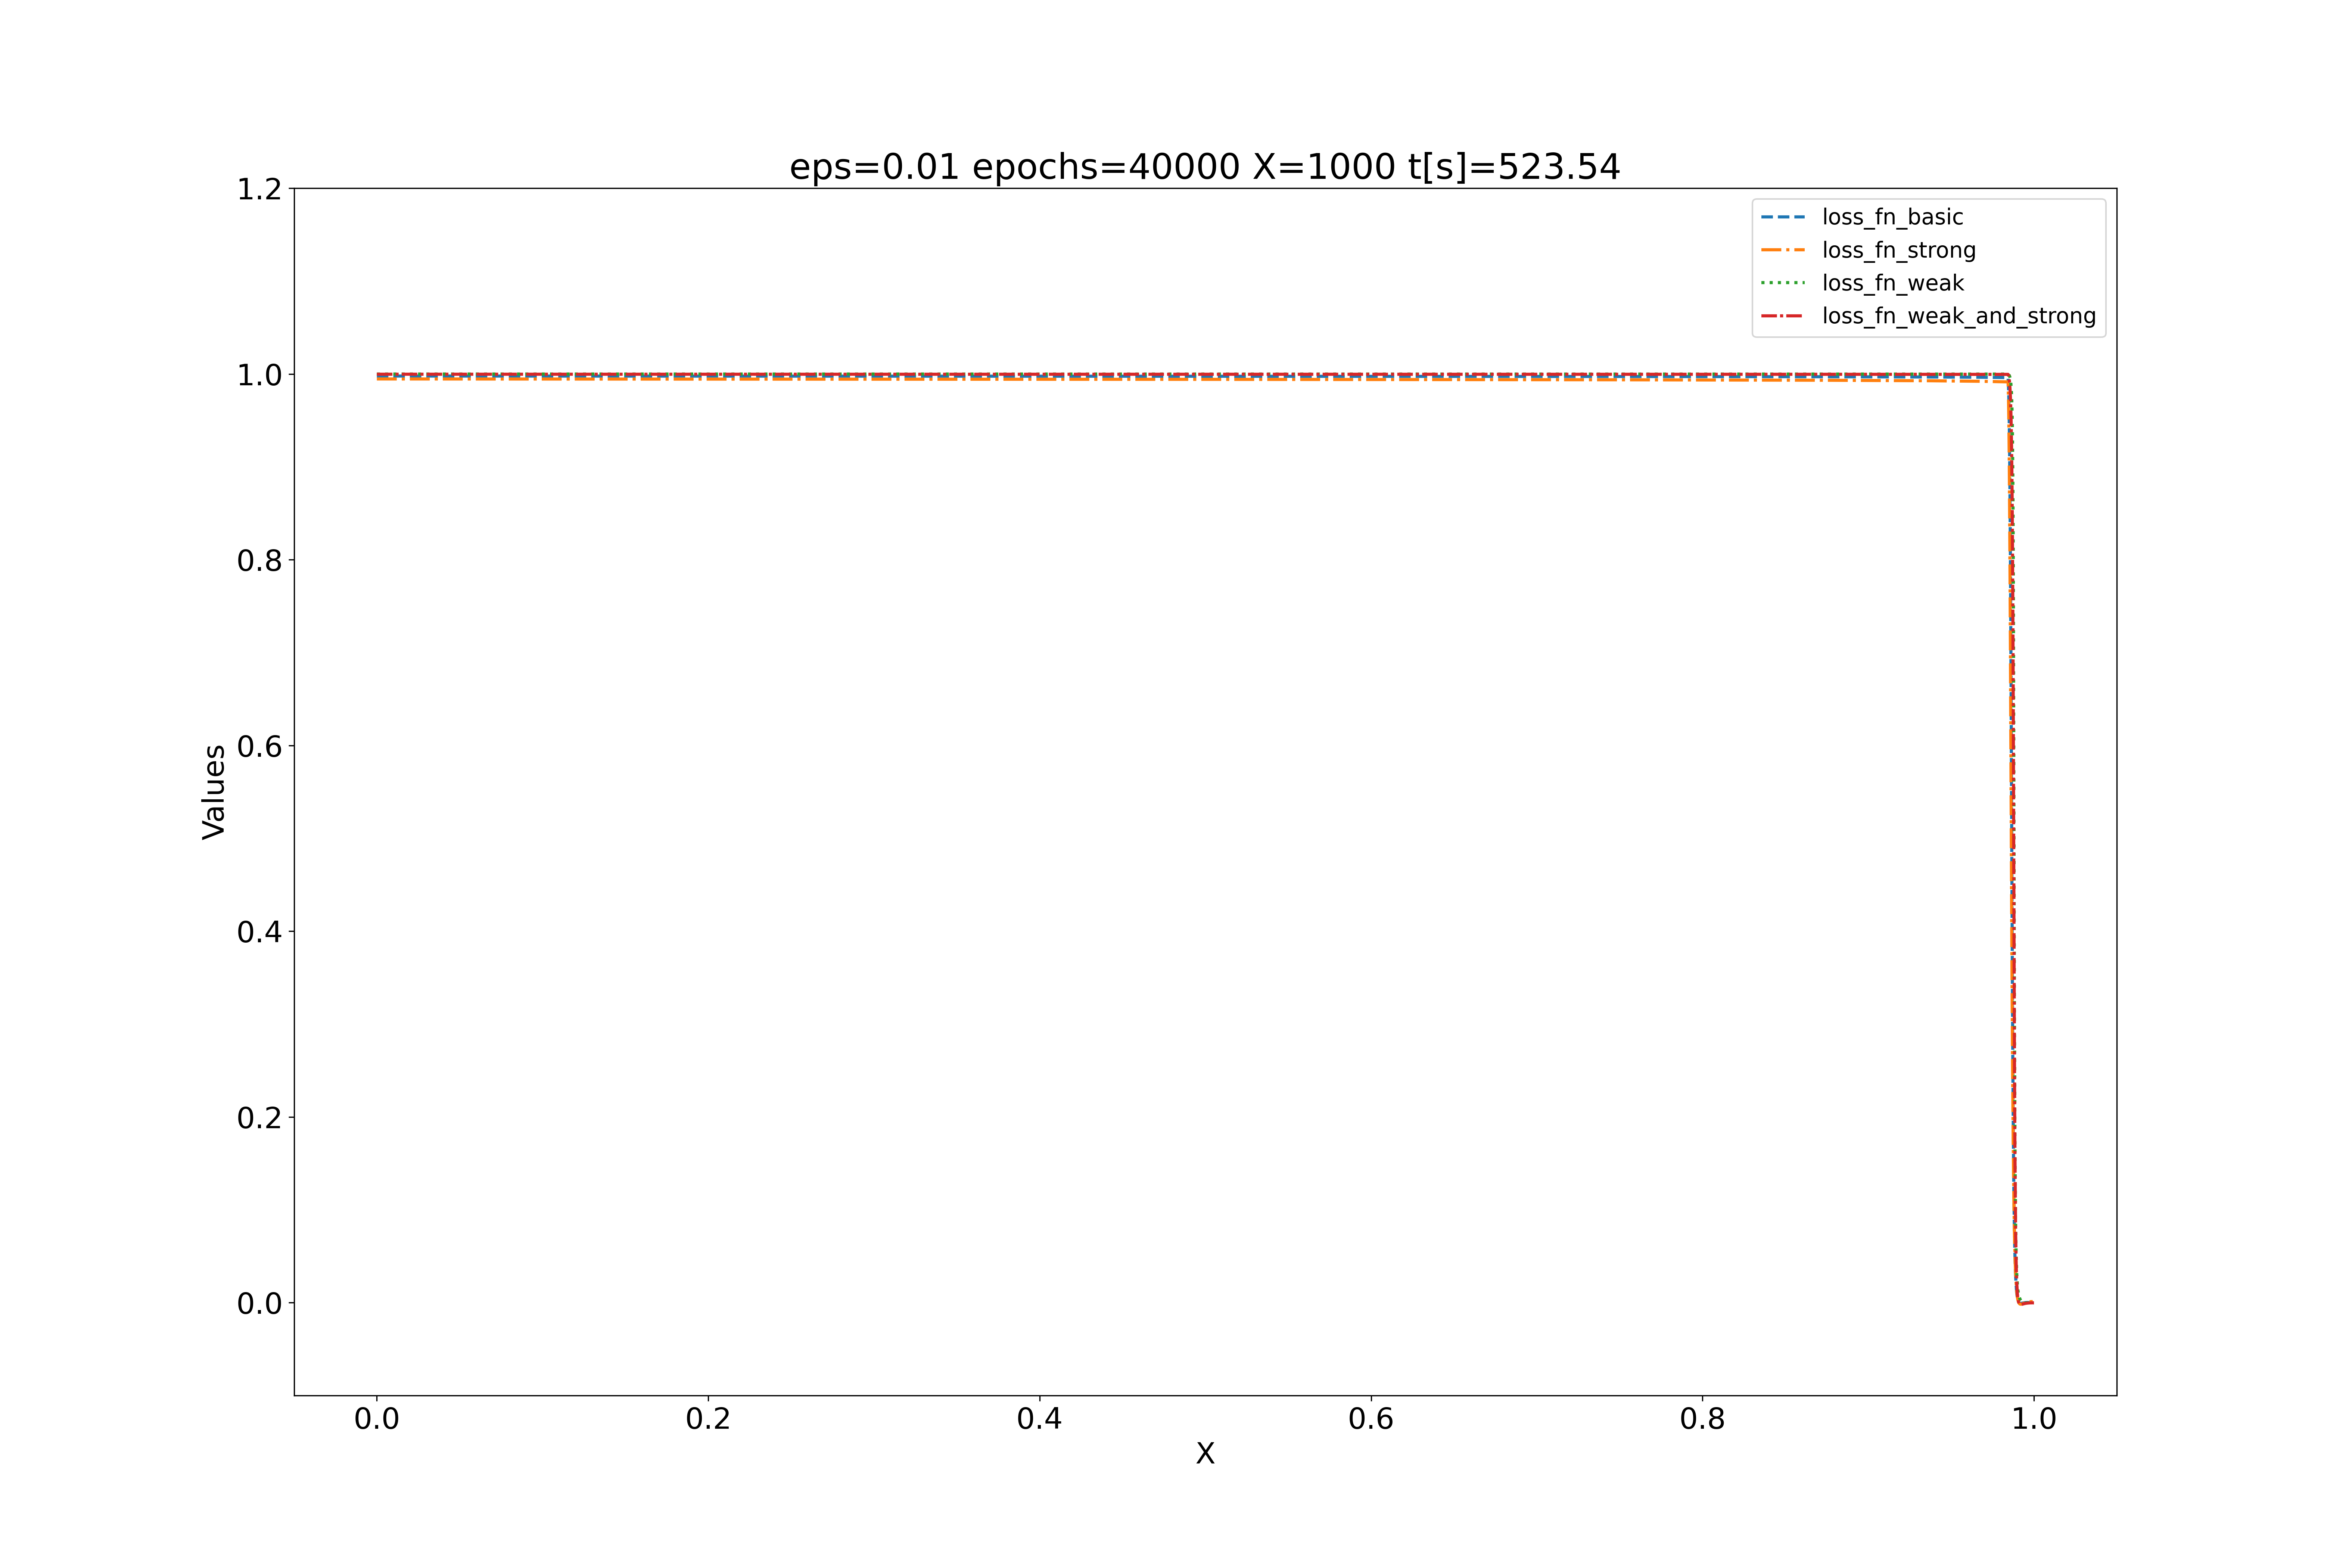 eps=0.01 epochs=40000 X=1000 t[s]=523.54
1.2
1.0
0.8
0.6
0.4
0.2
0.0
Values
loss_fn_basic
loss_fn_strong
loss_fn_weak
loss_fn_weak_and_strong
0.0 0.2 0.4 0.6 0.8 1.0
X